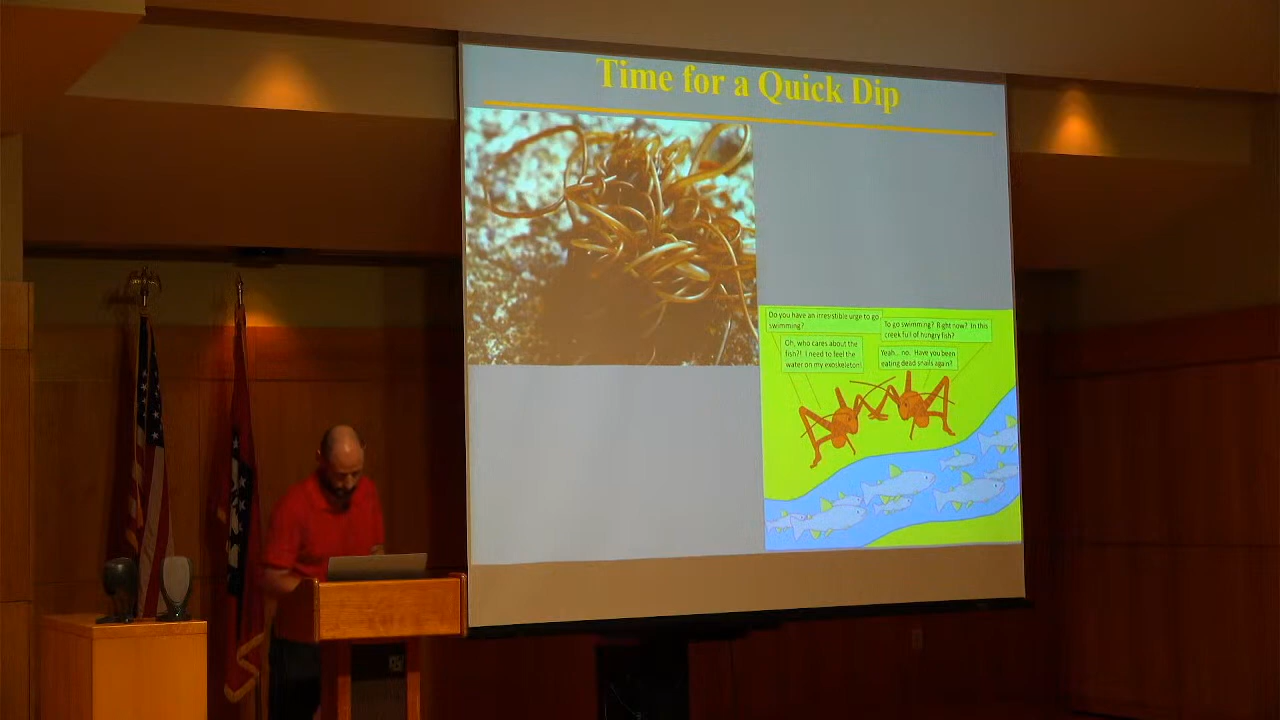 Time for a Quick Dip
Do you have an irresistible urge to go
swimming?
To go swimming? Right now? In this
creek full of hungry fish?
Oh, who cares about the
fish?! I need to feel the
water on my exoskeleton!
Yeah.. no. Have you been
eating dead snails again?